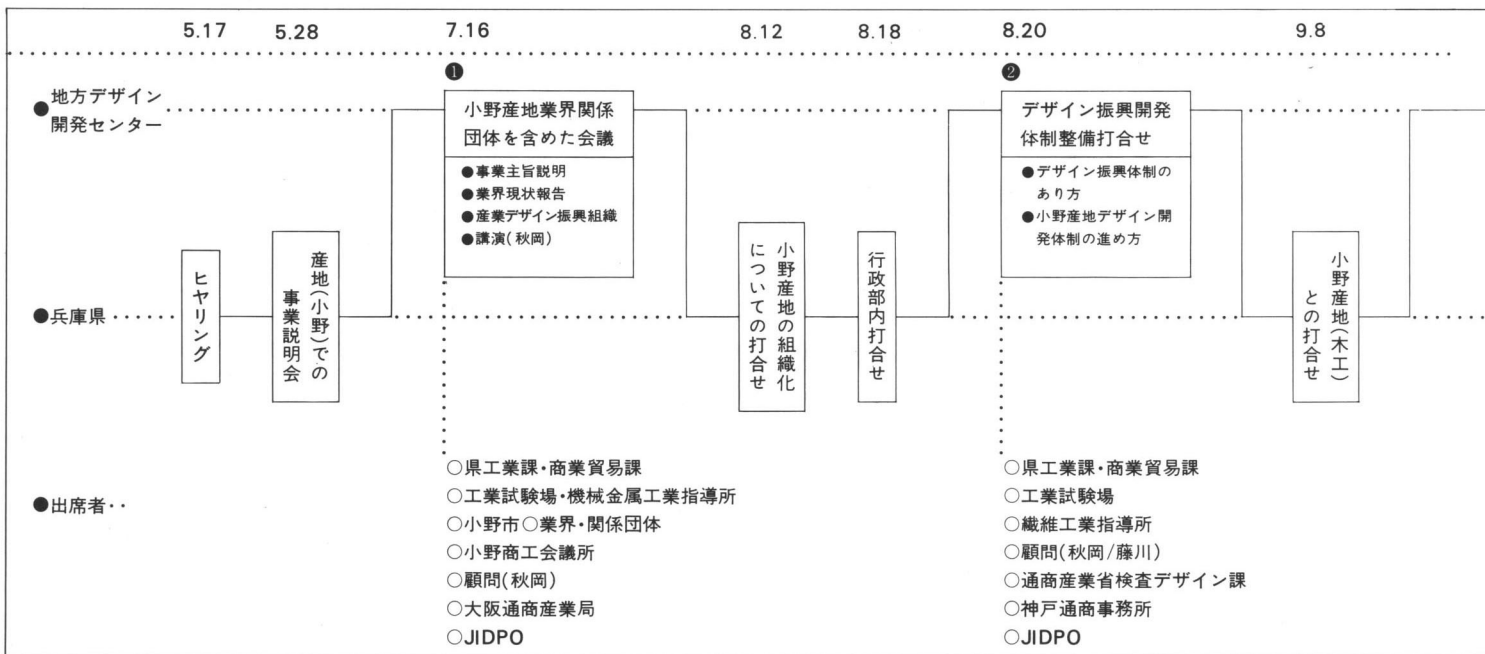 5.17 5.28 7.16 8.12 8.18 8.20 9.8
●地方デザイン
開発センター
❶
小野産地業界関係
団体を含めた会議
●事業主旨説明
●業界現状報告
●産業デザイン振興組織
●講演(秋岡)
❷
デザイン振興開発
体制整備打合せ
●デザイン振興体制の
あり方
●小野産地デザイン開
発体制の進め方
●兵庫県
ヒヤリング
産地(小野)での
事業説明会
小野産地の組織化
についての打合せ
行政部内打合せ
小野産地(木工)
との打合せ
●出席者
○県工業課・商業貿易課
○工業試験場・機械金属工業指導所
○小野市○業界・関係団体
○小野商工会議所
○顧問(秋岡)
○大阪通商産業局
○JIDPO
○県工業課・商業貿易課
○工業試験場
○繊維工業指導所
○顧問(秋岡/藤川)
○通商産業省検査デザイン課
○神戸通商事務所
○JIDPO